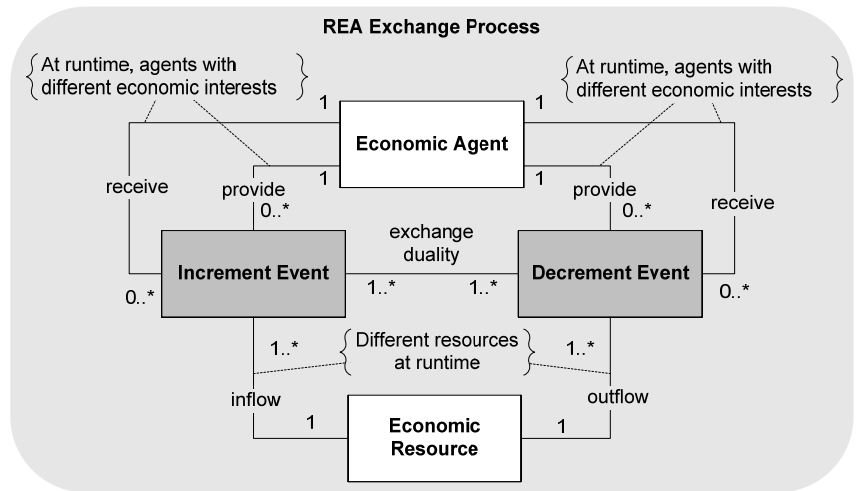 REA Exchange Process
At runtime, agents with
different economic interests
At runtime, agents with
different economic interests
1
1
Economic Agent
1
1
receive
provide
provide
receive
0..*
0..*
exchange
duality
Increment Event
Decrement Event
0..*
1..*
1..*
0..*
1..*
Different resources
at runtime
1..*
inflow
outflow
1
Economic
Resource
1